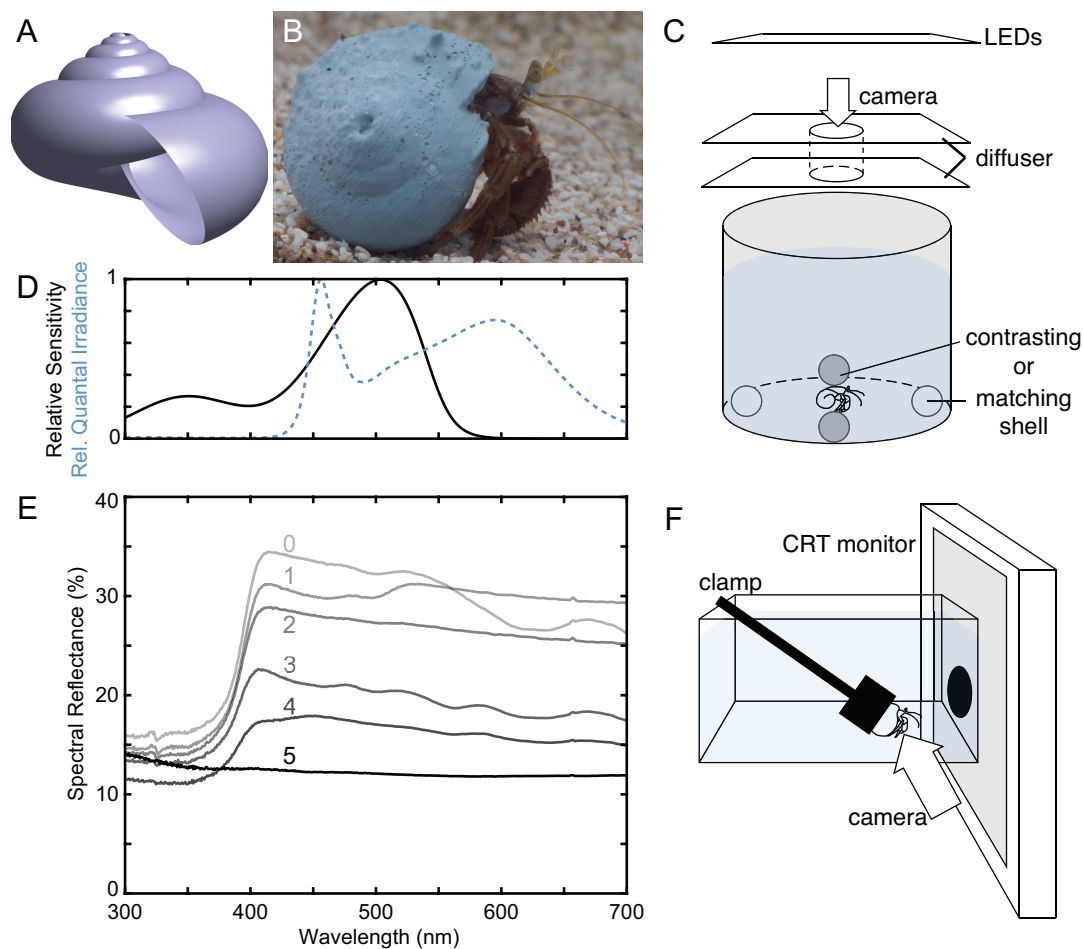 A
B
C
LEDs
camera
diffuser
contrasting
or
matching
shell
D
Relative Sensitivity
Rel. Quantal Irradiance
1
0
E
Spectral Reflectance (%)
40
30
20
10
0
0
1
2
3
4
5
300 400 500 600 700
Wavelength (nm)
F
CRT monitor
clamp
camera